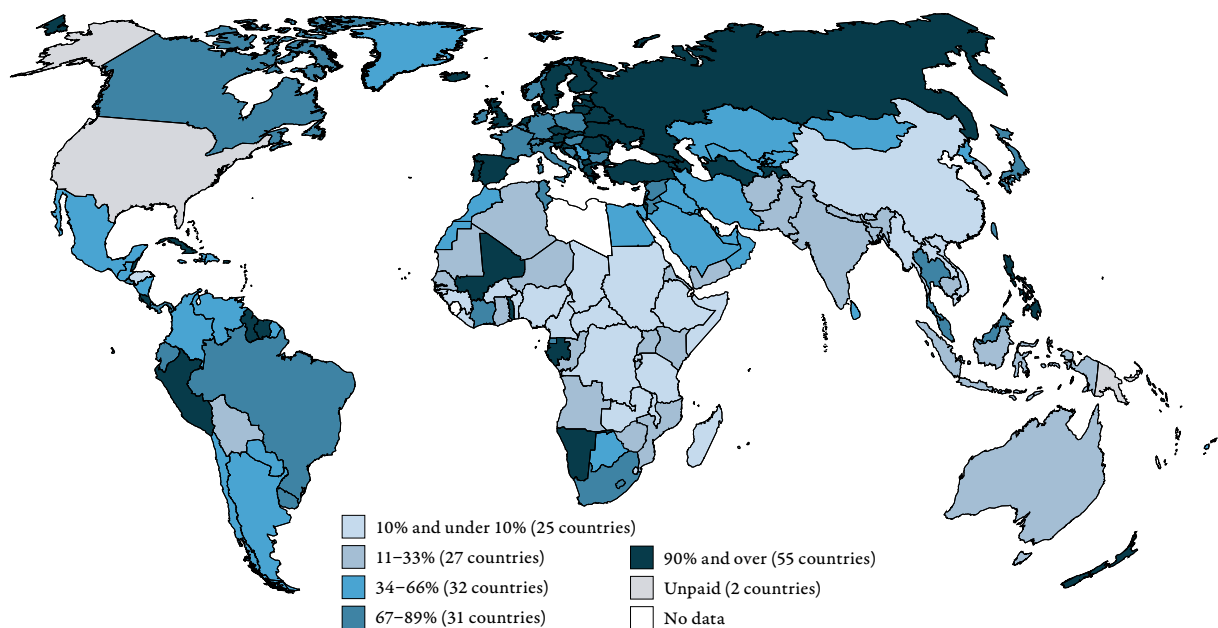 10% and under 10% (25 countries)
11–33% (27 countries)
34–66% (32 countries)
67–89% (31 countries)
90% and over (55 countries)
Unpaid (2 countries)
No data